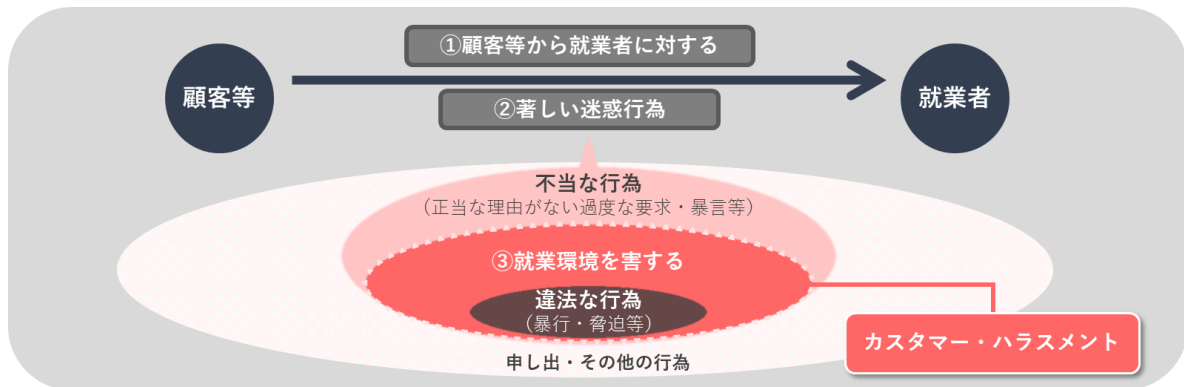 ①顧客等から就業者に対する
顧客等
就業者
②著しい迷惑行為
不当な行為
（正当な理由がない過度な要求・暴言等）
③就業環境を害する
違法な行為
（暴行・脅迫等）
カスタマー・ハラスメント
申し出・その他の行為